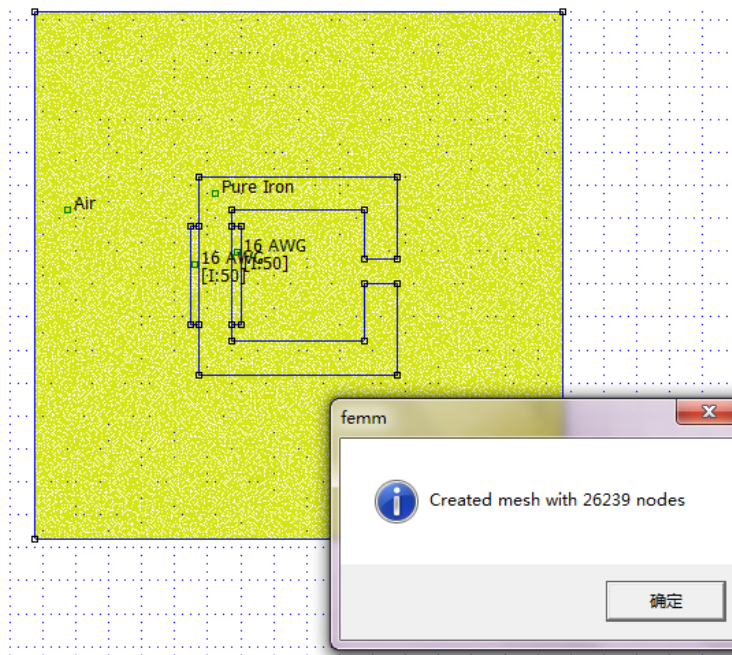 Pure Iron
Air
16 AWG
[I:50]
16 AWG
[I:50]
femm
Created mesh with 26239 nodes
确定